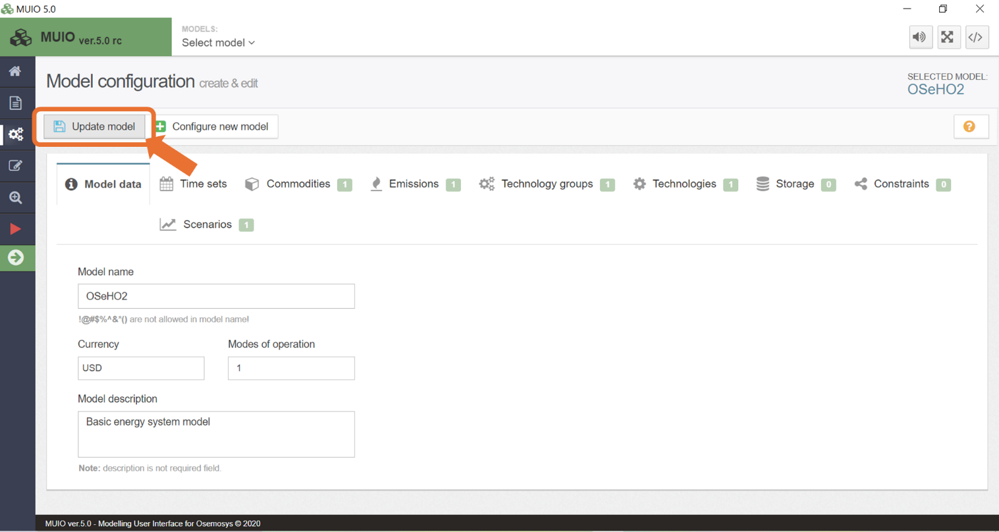 MUIO 5.0
MUIO ver.5.0 rc
MODELS:
Select model
Model configuration create & edit
SELECTED MODEL:
OSeHO2
Update model
Configure new model
Model data
Time sets
Commodities 1
Emissions 1
Technology groups 1
Technologies 1
Storage 0
Constraints 0
Scenarios 1
Model name
OSeHO2
!@#$%^&*() are not allowed in model name!
Currency
Modes of operation
USD
1
Model description
Basic energy system model
Note: description is not required field.
MUIO ver.5.0 - Modelling User Interface for Osemosys © 2020